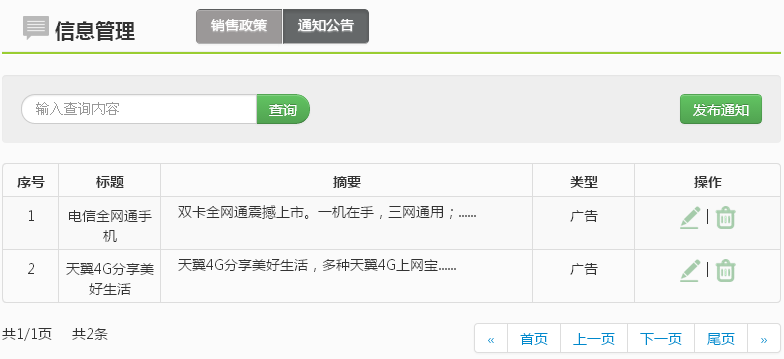 信息管理 销售政策 通知公告
输入查询内容 查询 发布通知
序号 标题 摘要 类型 操作
1 电信全网通手机 双卡全网通震撼上市。一机在手，三网通用；...... 广告 |
2 天翼4G分享美好生活 天翼4G分享美好生活，多种天翼4G上网宝...... 广告 |
共1/1页 共2条 « 首页 上一页 下一页 尾页 »